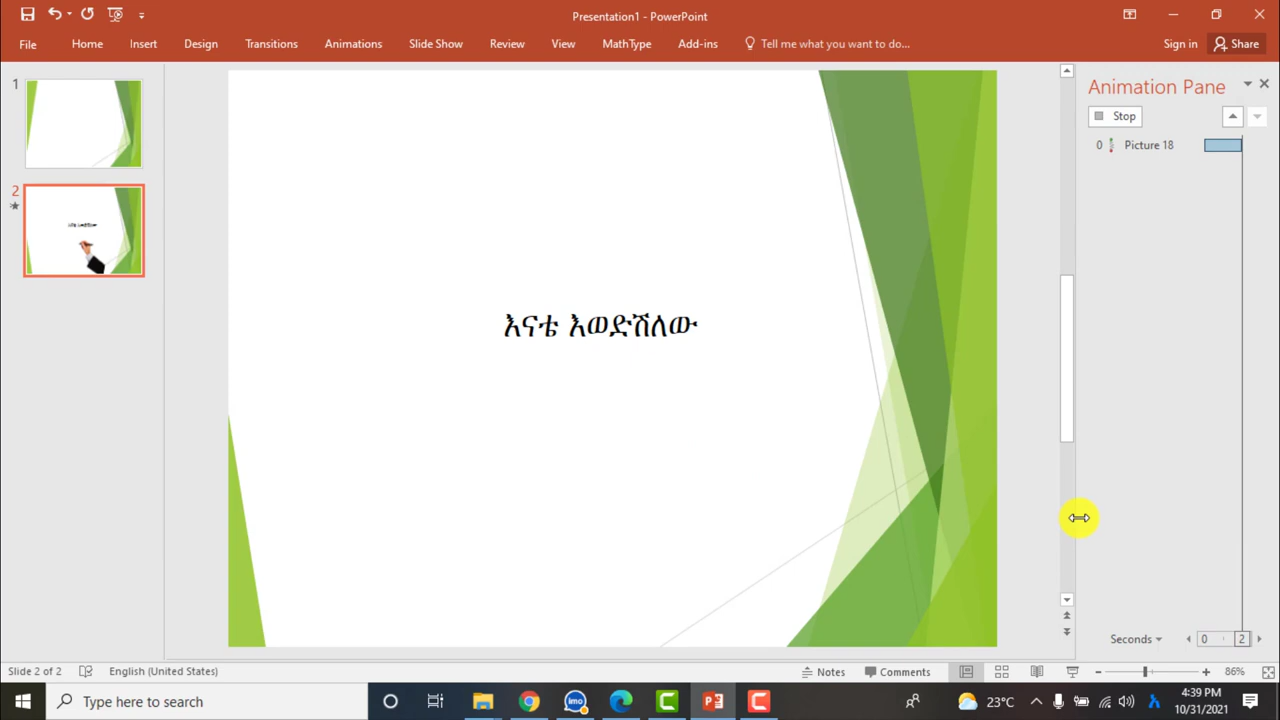 Presentation1 - PowerPoint
File Home Insert Design Transitions Animations Slide Show Review View MathType Add-ins Tell me what you want to do... Sign in Share
1
2
እናቴ እወድሽለው
Animation Pane
Stop
0 Picture 18
Seconds 0 2
Slide 2 of 2 English (United States) Notes Comments 86%
Type here to search
imo
23°C
4:39 PM
10/31/2021